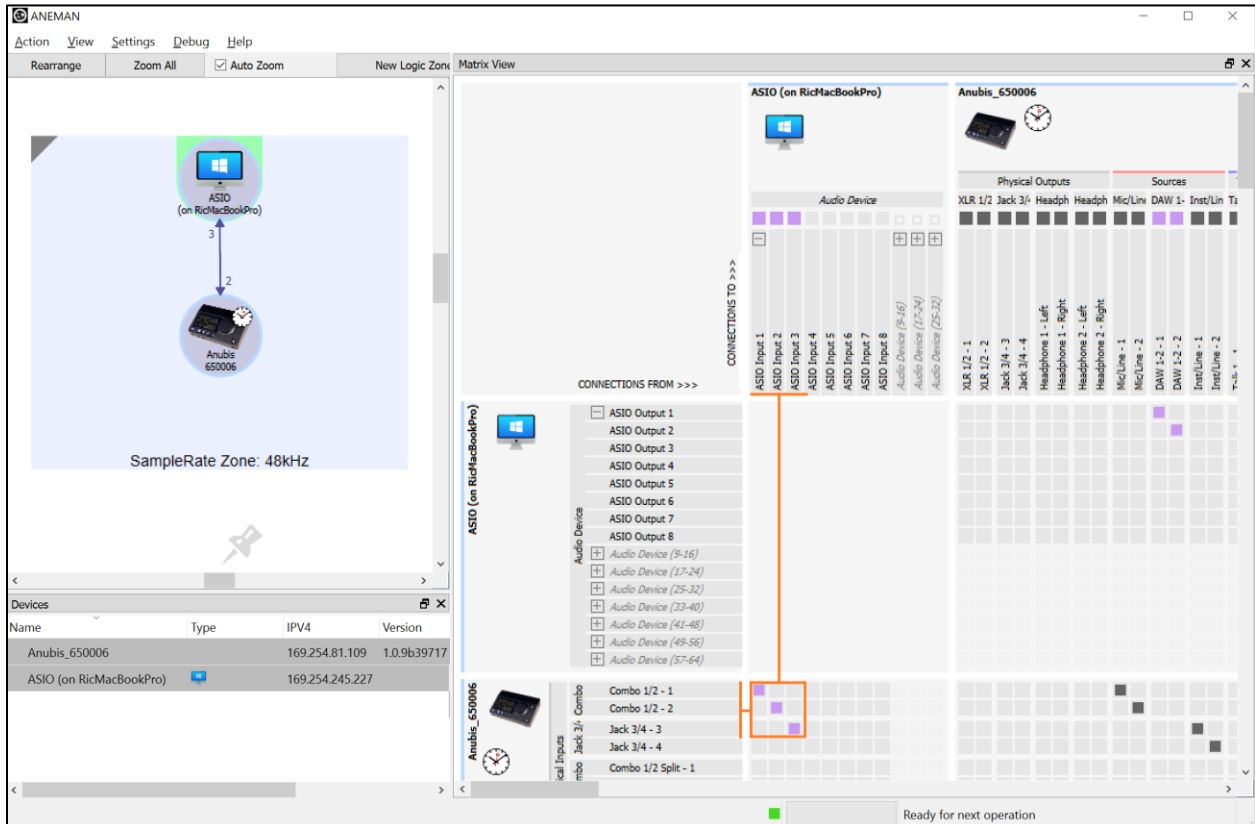 ANEMAN
Action View Settings Debug Help
Rearrange Zoom All Auto Zoom New Logic Zone
ASIO
(on RicMacBookPro)
3
2
Anubis
650006
SampleRate Zone: 48kHz
Devices
Name Type IPV4 Version
Anubis_650006 169.254.81.109 1.0.9b39717
ASIO (on RicMacBookPro) 169.254.245.227
Matrix View
ASIO (on RicMacBookPro) Anubis_650006
Physical Outputs Sources
Audio Device XLR 1/2 Jack 3/4 Headph Headph Mic/Line DAW 1- Inst/Lin Ta
CONNECTIONS TO >>>
ASIO Input 1
ASIO Input 2
ASIO Input 3
ASIO Input 4
ASIO Input 5
ASIO Input 6
ASIO Input 7
ASIO Input 8
Audio Device (9-16)
Audio Device (17-24)
Audio Device (25-32)
XLR 1/2 - 1
XLR 1/2 - 2
Jack 3/4 - 3
Jack 3/4 - 4
Headphone 1 - Left
Headphone 1 - Right
Headphone 2 - Left
Headphone 2 - Right
Mic/Line - 1
Mic/Line - 2
DAW 1-2 - 1
DAW 1-2 - 2
Inst/Line - 1
Inst/Line - 2
CONNECTIONS FROM >>>
ASIO (on RicMacBookPro)
Audio Device
ASIO Output 1
ASIO Output 2
ASIO Output 3
ASIO Output 4
ASIO Output 5
ASIO Output 6
ASIO Output 7
ASIO Output 8
Audio Device (9-16)
Audio Device (17-24)
Audio Device (25-32)
Audio Device (33-40)
Audio Device (41-48)
Audio Device (49-56)
Audio Device (57-64)
Anubis_650006
ical Inputs
Combo
Combo 1/2 - 1
Combo 1/2 - 2
Jack 3/4
Jack 3/4 - 3
Jack 3/4 - 4
mbo
Combo 1/2 Split - 1
Ready for next operation